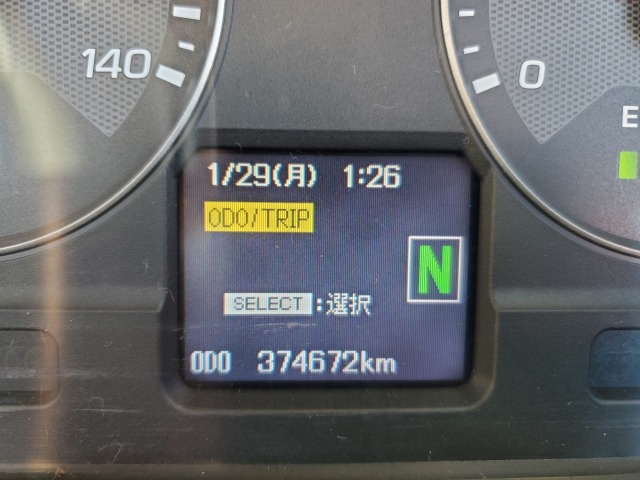 140
0
E
1/29(月) 1:26
ODO/TRIP
N
SELECT:選択
ODO 374672km